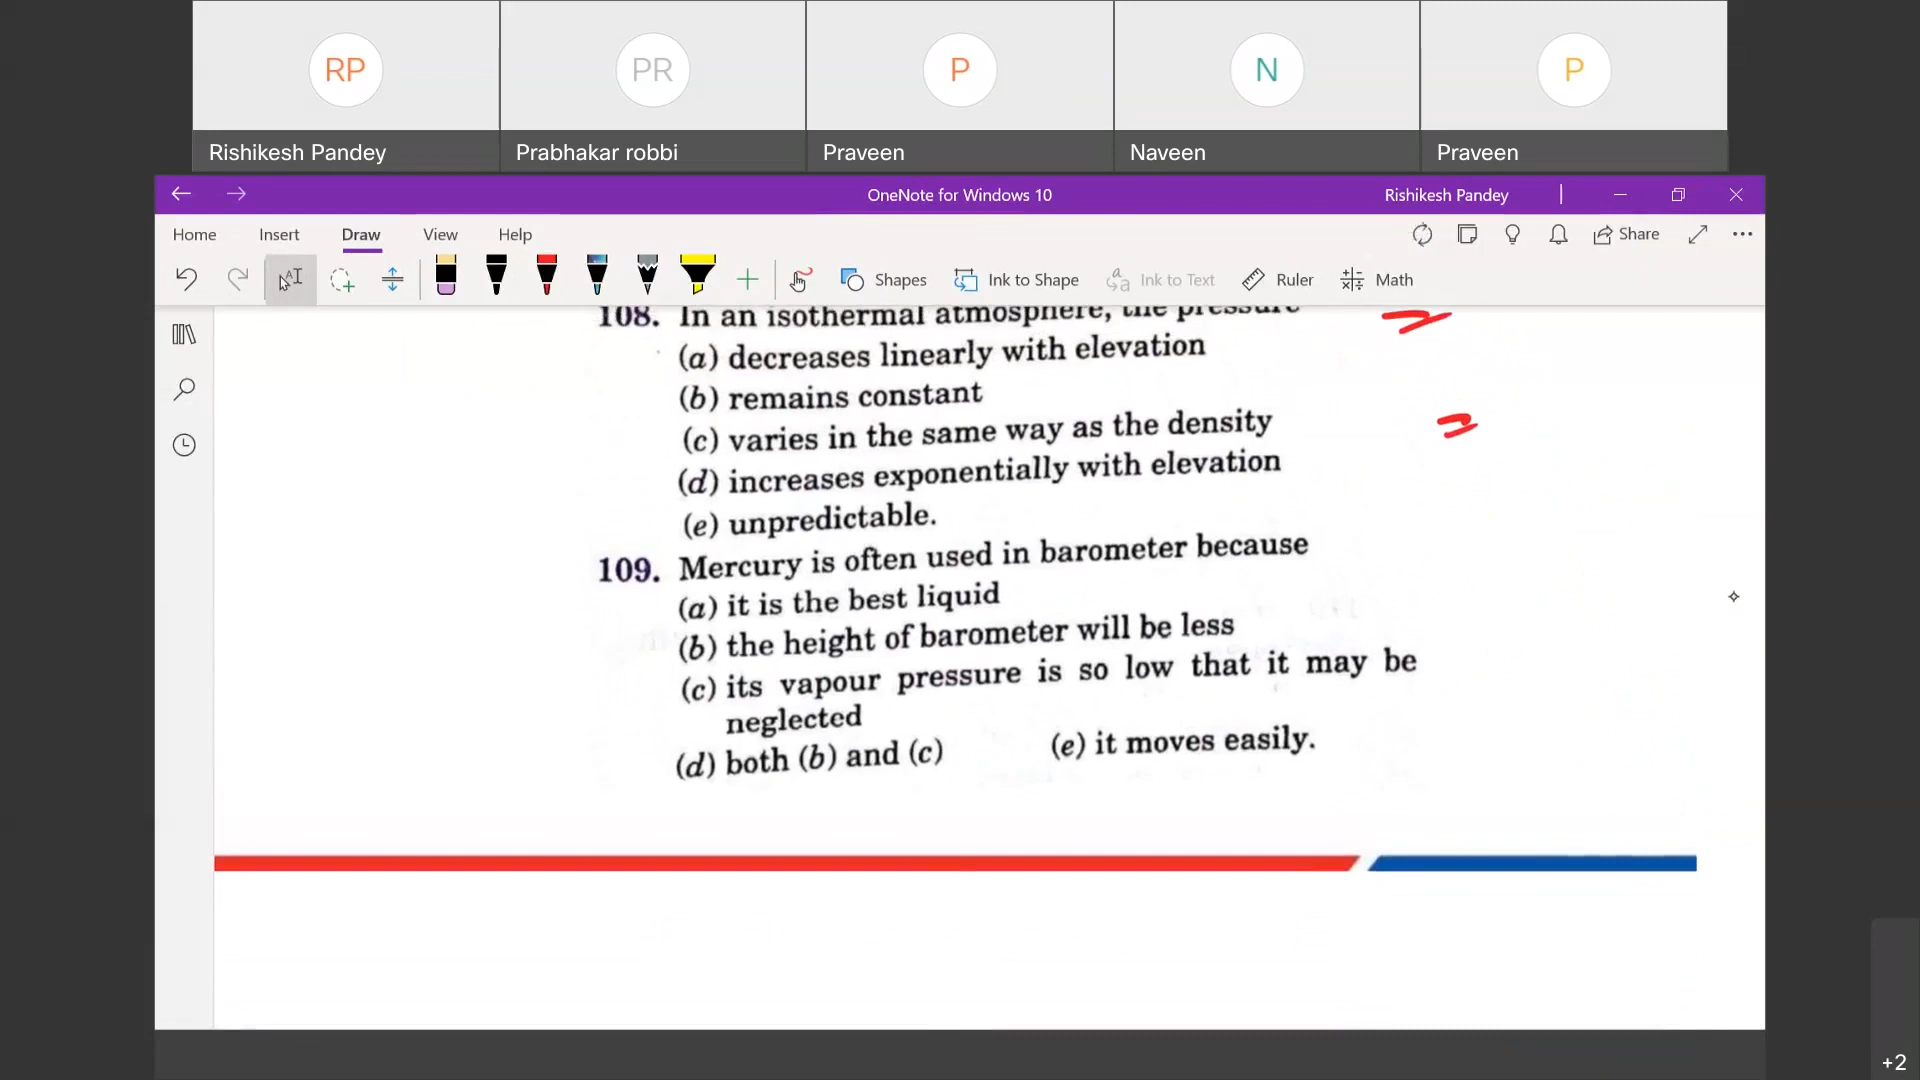 RP
PR
P
N
P
Rishikesh Pandey
Prabhakar robbi
Praveen
Naveen
Praveen
OneNote for Windows 10
Rishikesh Pandey
Home
Insert
Draw
View
Help
Share
Shapes
Ink to Shape
Ink to Text
Ruler
Math
108. In an isothermal atmosphere, the pressure
(a) decreases linearly with elevation
(b) remains constant
(c) varies in the same way as the density
(d) increases exponentially with elevation
(e) unpredictable.
109. Mercury is often used in barometer because
(a) it is the best liquid
(b) the height of barometer will be less
(c) its vapour pressure is so low that it may be
neglected
(d) both (b) and (c) (e) it moves easily.
+2